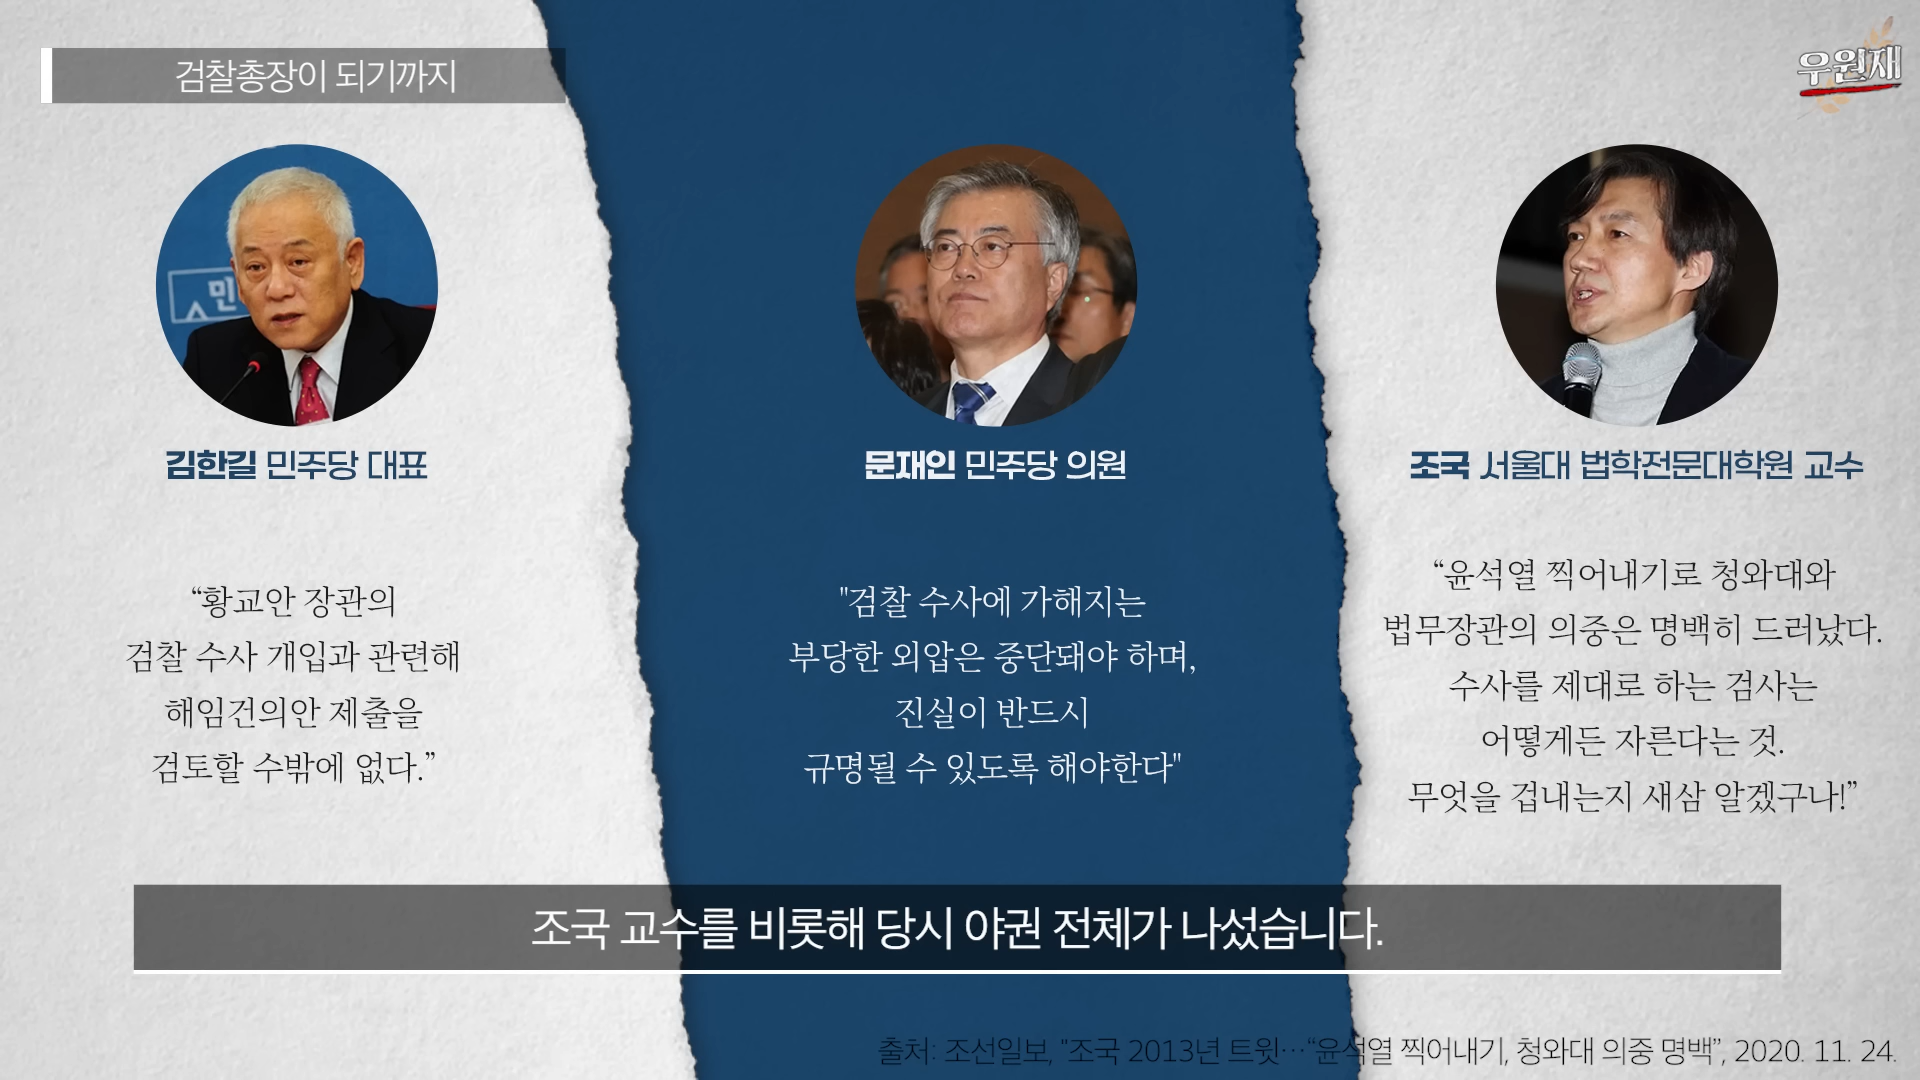 검찰총장이 되기까지
우원재
민
김한길 민주당 대표
“황교안 장관의
검찰 수사 개입과 관련해
해임건의안 제출을
검토할 수밖에 없다.”
문재인 민주당 의원
"검찰 수사에 가해지는
부당한 외압은 중단돼야 하며,
진실이 반드시
규명될 수 있도록 해야한다"
조국 서울대 법학전문대학원 교수
“윤석열 찍어내기로 청와대와
법무장관의 의중은 명백히 드러났다.
수사를 제대로 하는 검사는
어떻게든 자른다는 것.
무엇을 겁내는지 새삼 알겠구나!”
조국 교수를 비롯해 당시 야권 전체가 나섰습니다.
출처: 조선일보, “조국 2013년 트윗…“윤석열 찍어내기, 청와대 의중 명백”, 2020. 11. 24.